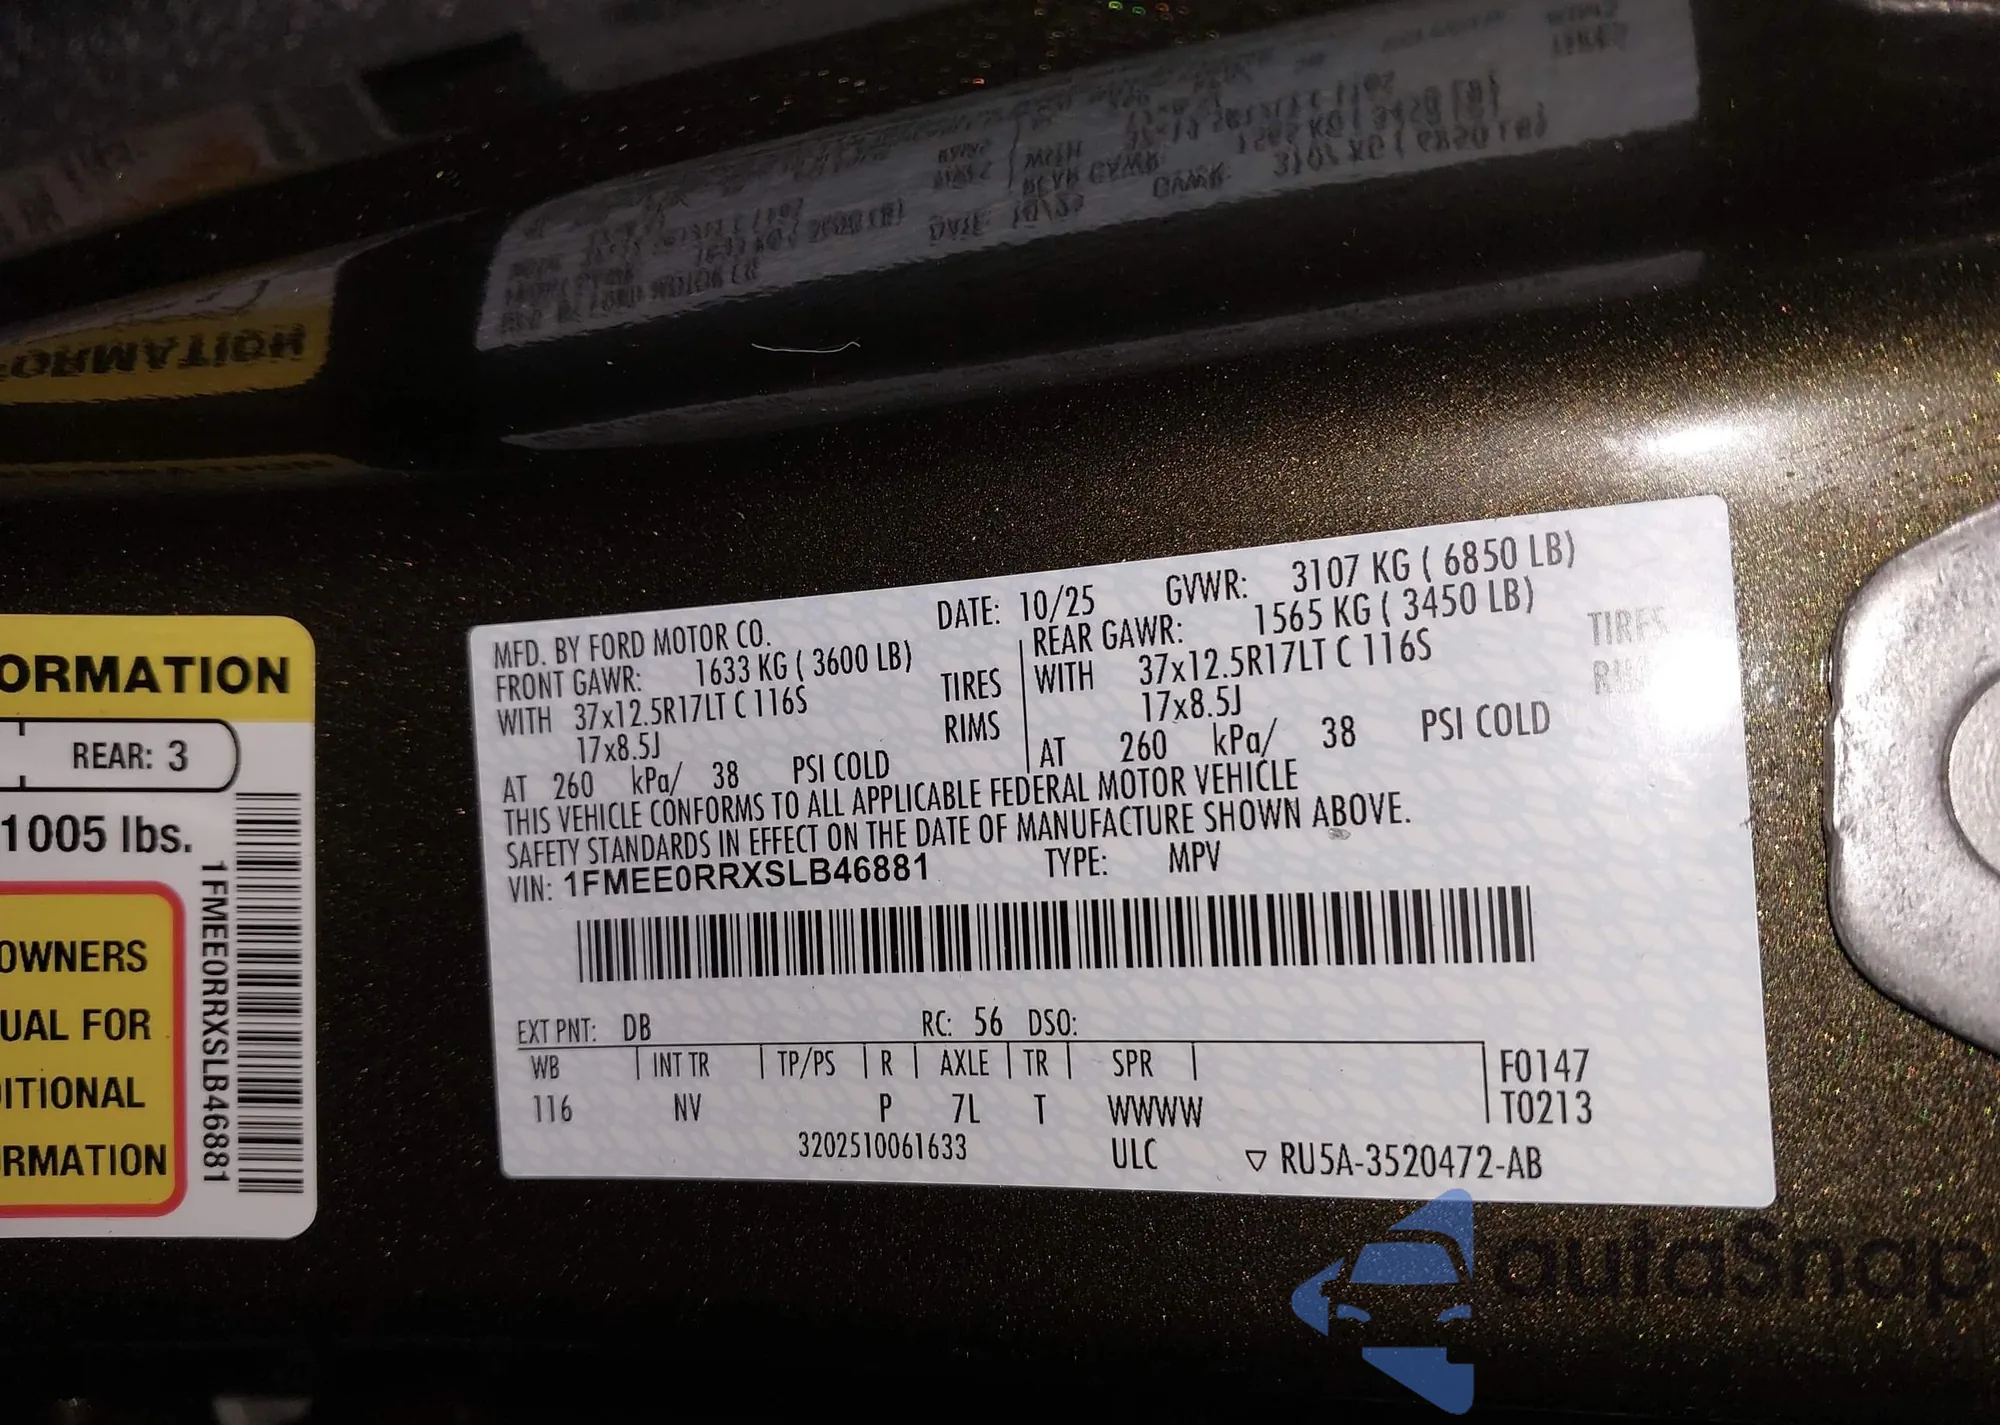 ORMATION
REAR: 3
1005 lbs.
OWNERS
UAL FOR
DITIONAL
RMATION
1FMEE0RRXSLB46881
MFD. BY FORD MOTOR CO. DATE: 10/25 GVWR: 3107 KG ( 6850 LB)
FRONT GAWR: 1633 KG ( 3600 LB) REAR GAWR: 1565 KG ( 3450 LB)
WITH 37x12.5R17LT C 116S TIRES WITH 37x12.5R17LT C 116S TIRES
17x8.5J RIMS 17x8.5J
AT 260 kPa/ 38 PSI COLD AT 260 kPa/ 38 PSI COLD
THIS VEHICLE CONFORMS TO ALL APPLICABLE FEDERAL MOTOR VEHICLE
SAFETY STANDARDS IN EFFECT ON THE DATE OF MANUFACTURE SHOWN ABOVE.
VIN: 1FMEE0RRXSLB46881 TYPE: MPV
EXT PNT: DB RC: 56 DSO:
WB INT TR TP/PS R AXLE TR SPR F0147
116 NV P 7L T WWWW T0213
3202510061633 ULC RU5A-3520472-AB
autoSnap